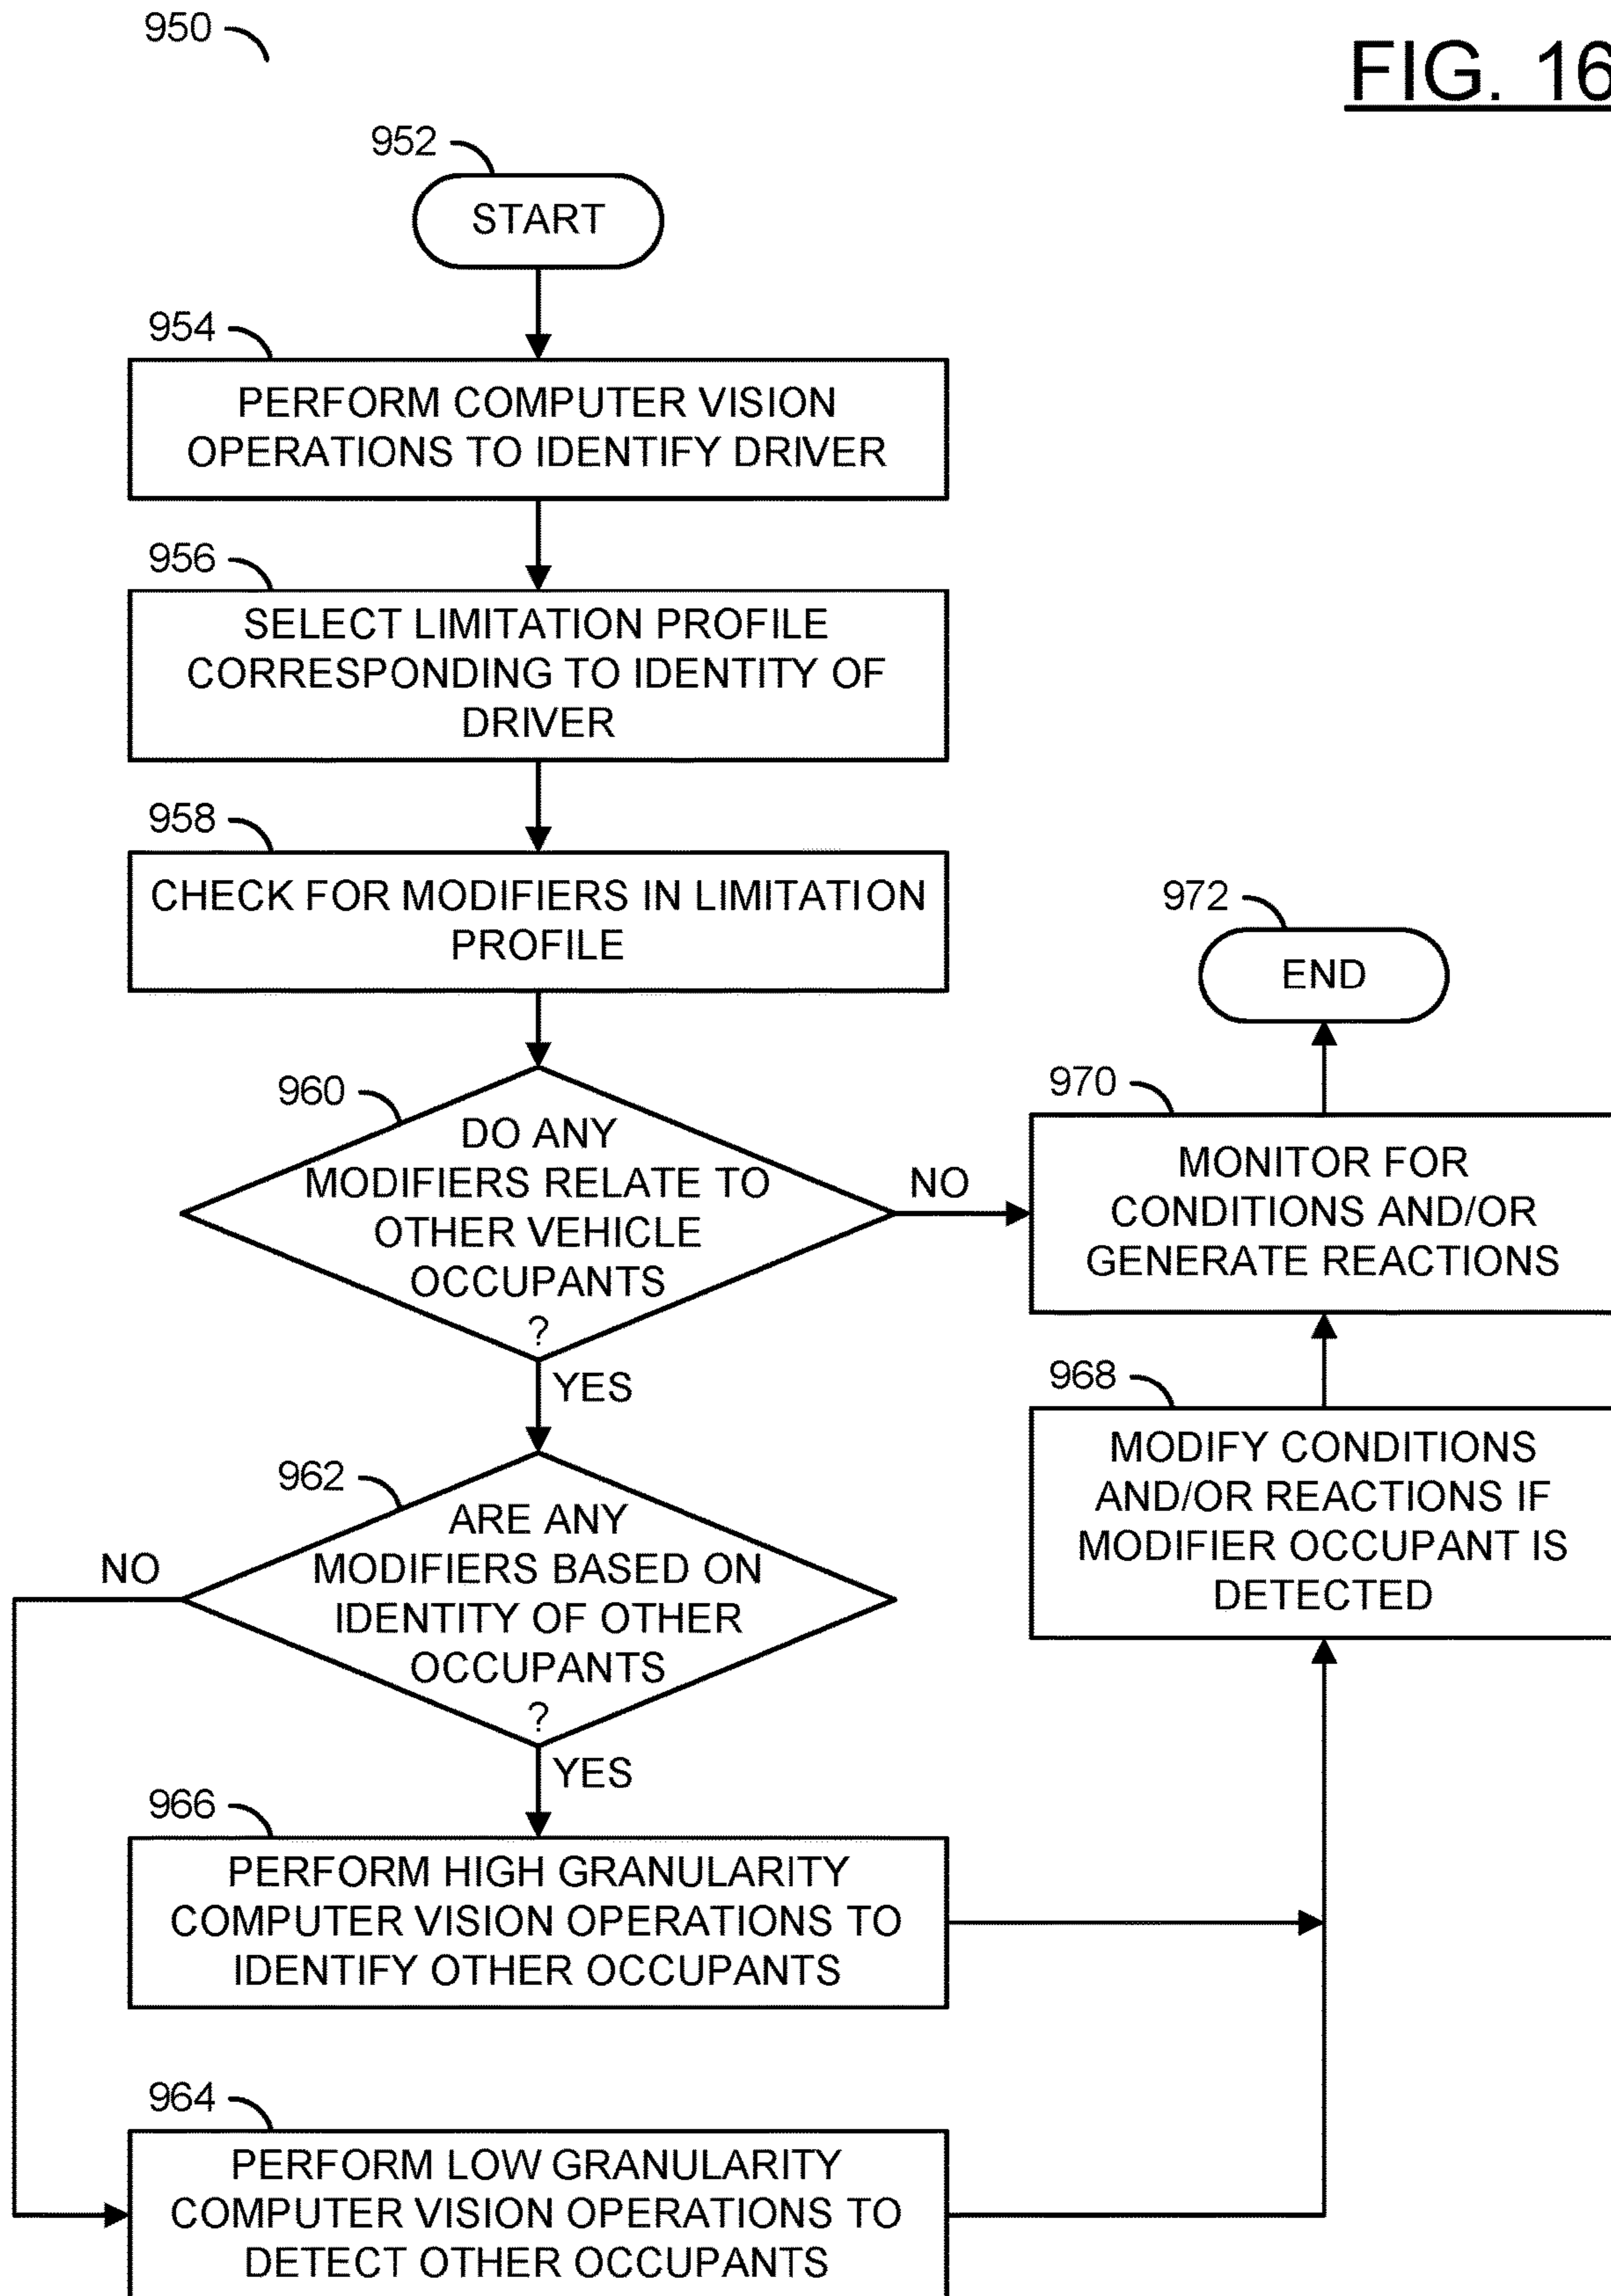 950
FIG. 16
952
START
954
PERFORM COMPUTER VISION
OPERATIONS TO IDENTIFY DRIVER
956
SELECT LIMITATION PROFILE
CORRESPONDING TO IDENTITY OF
DRIVER
958
CHECK FOR MODIFIERS IN LIMITATION
PROFILE
960
DO ANY
MODIFIERS RELATE TO
OTHER VEHICLE
OCCUPANTS
?
NO
YES
962
ARE ANY
MODIFIERS BASED ON
IDENTITY OF OTHER
OCCUPANTS
?
NO
YES
966
PERFORM HIGH GRANULARITY
COMPUTER VISION OPERATIONS TO
IDENTIFY OTHER OCCUPANTS
964
PERFORM LOW GRANULARITY
COMPUTER VISION OPERATIONS TO
DETECT OTHER OCCUPANTS
968
MODIFY CONDITIONS
AND/OR REACTIONS IF
MODIFIER OCCUPANT IS
DETECTED
970
MONITOR FOR
CONDITIONS AND/OR
GENERATE REACTIONS
972
END